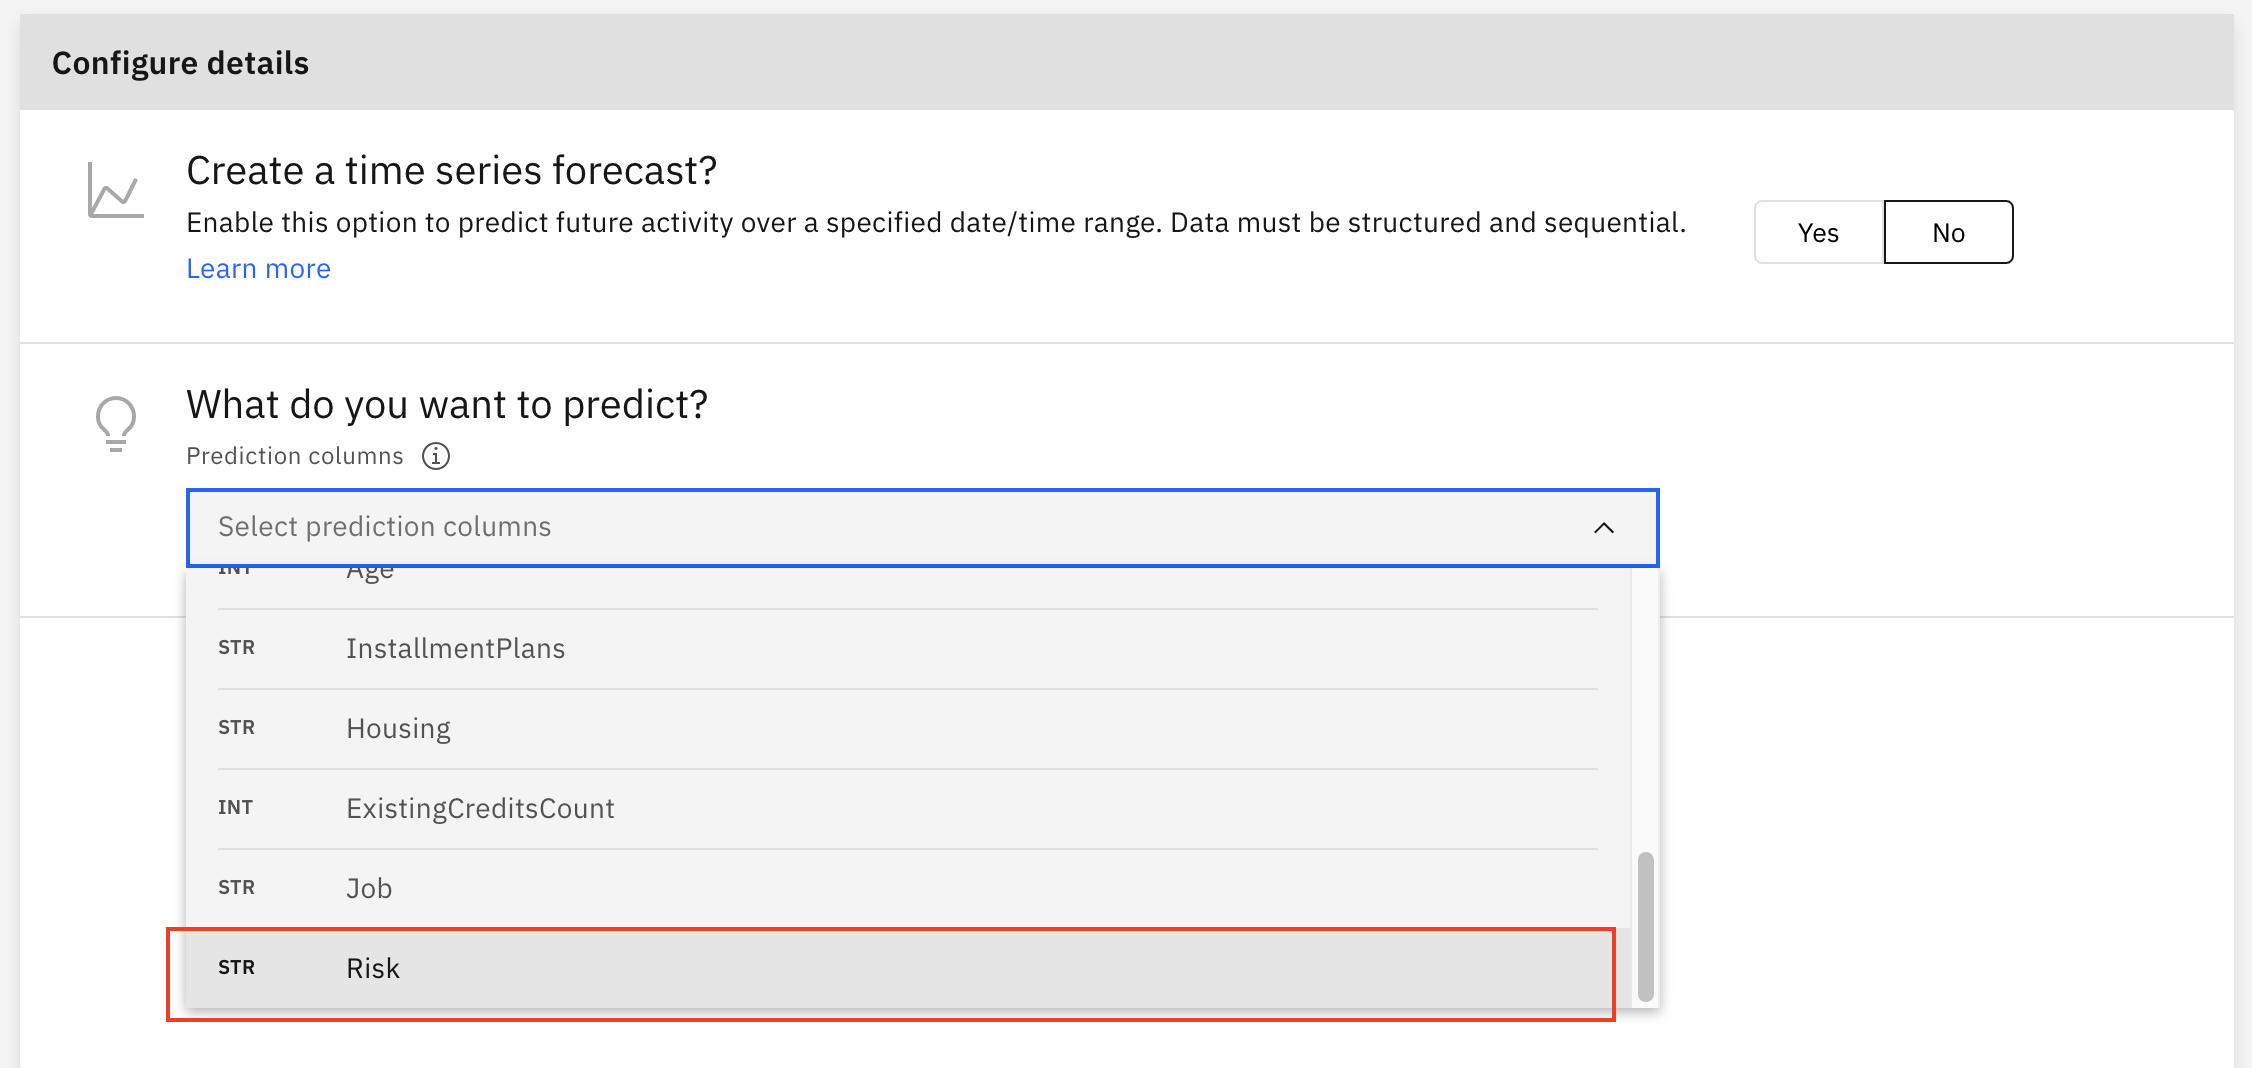 Configure details
Create a time series forecast?
Enable this option to predict future activity over a specified date/time range. Data must be structured and sequential.
Learn more
Yes No
What do you want to predict?
Prediction columns
Select prediction columns
INT Age
STR InstallmentPlans
STR Housing
INT ExistingCreditsCount
STR Job
STR Risk